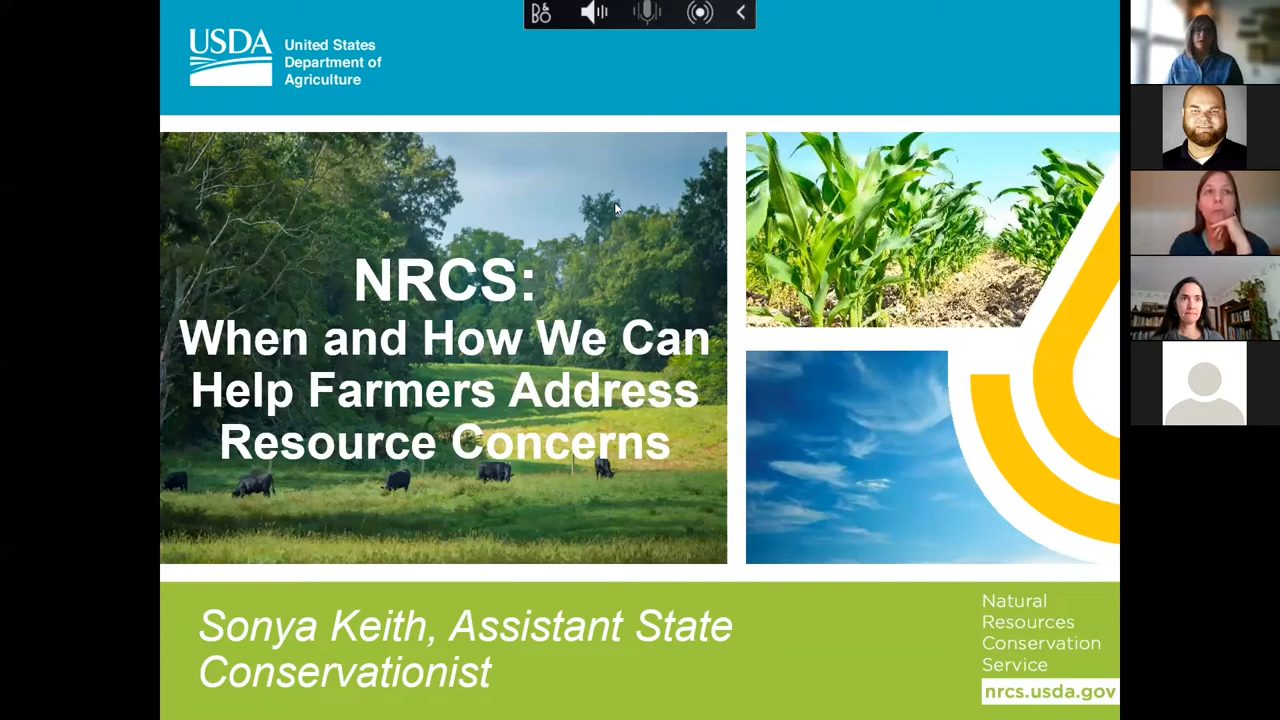 B&O
USDA
United States
Department of
Agriculture
NRCS:
When and How We Can
Help Farmers Address
Resource Concerns
Sonya Keith, Assistant State
Conservationist
Natural
Resources
Conservation
Service
nrcs.usda.gov